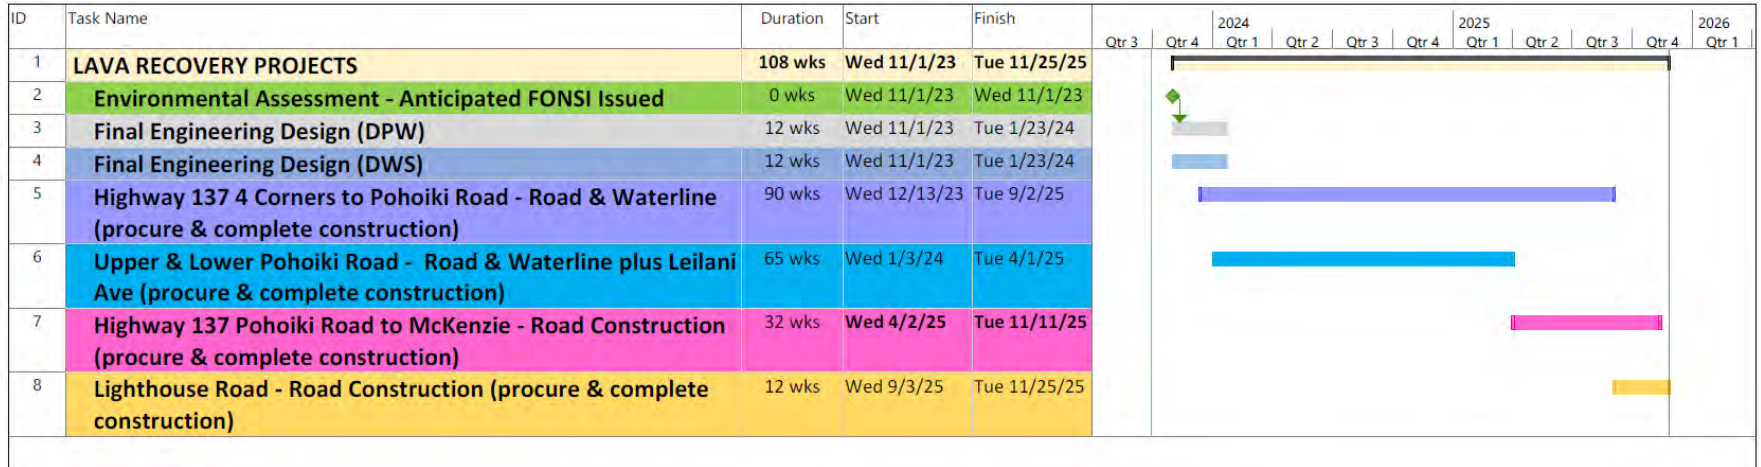 ID Task Name Duration Start Finish 2024 2025 2026
Qtr 3 Qtr 4 Qtr 1 Qtr 2 Qtr 3 Qtr 4 Qtr 1 Qtr 2 Qtr 3 Qtr 4 Qtr 1
1 LAVA RECOVERY PROJECTS 108 wks Wed 11/1/23 Tue 11/25/25
2 Environmental Assessment - Anticipated FONSI Issued 0 wks Wed 11/1/23 Wed 11/1/23
3 Final Engineering Design (DPW) 12 wks Wed 11/1/23 Tue 1/23/24
4 Final Engineering Design (DWS) 12 wks Wed 11/1/23 Tue 1/23/24
5 Highway 137 4 Corners to Pohoiki Road - Road & Waterline 90 wks Wed 12/13/23 Tue 9/2/25
(procure & complete construction)
6 Upper & Lower Pohoiki Road - Road & Waterline plus Leilani 65 wks Wed 1/3/24 Tue 4/1/25
Ave (procure & complete construction)
7 Highway 137 Pohoiki Road to McKenzie - Road Construction 32 wks Wed 4/2/25 Tue 11/11/25
(procure & complete construction)
8 Lighthouse Road - Road Construction (procure & complete 12 wks Wed 9/3/25 Tue 11/25/25
construction)